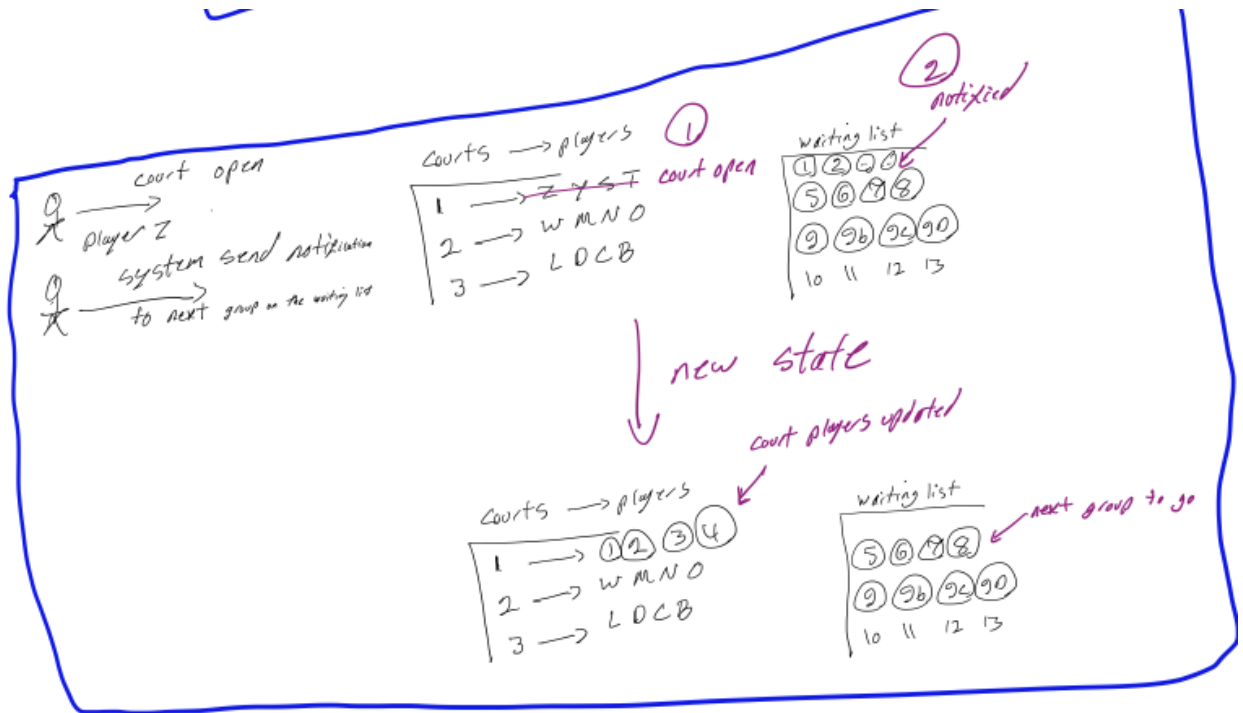 court open
player Z
system send notification
to next group on the waiting list
courts → players
1 → Z Y S T
2 → W M N O
3 → L D C B
1
court open
2
notified
waiting list
1 2
5 6 7 8
9 9b 9c 9D
10 11 12 13
new state
court players updated
courts → players
1 → 1 2 3 4
2 → W M N O
3 → L D C B
waiting list
5 6 7 8
9 9b 9c 9D
10 11 12 13
next group to go